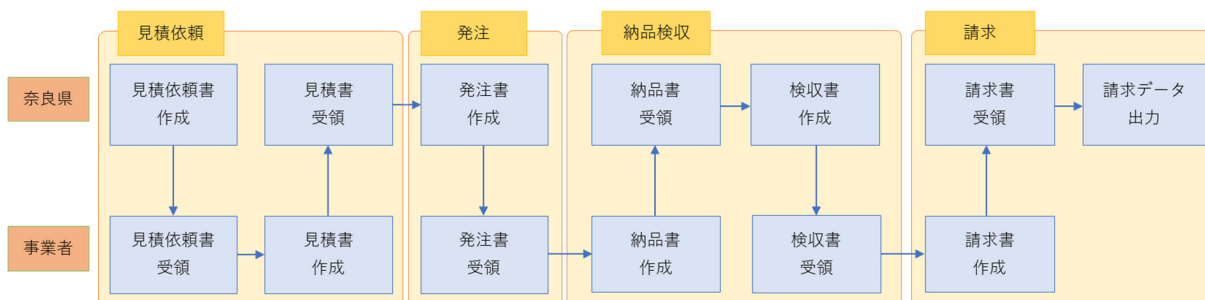 見積依頼
発注
納品検収
請求
奈良県
見積依頼書
作成
見積書
受領
発注書
作成
納品書
受領
検収書
作成
請求書
受領
請求データ
出力
事業者
見積依頼書
受領
見積書
作成
発注書
受領
納品書
作成
検収書
受領
請求書
作成